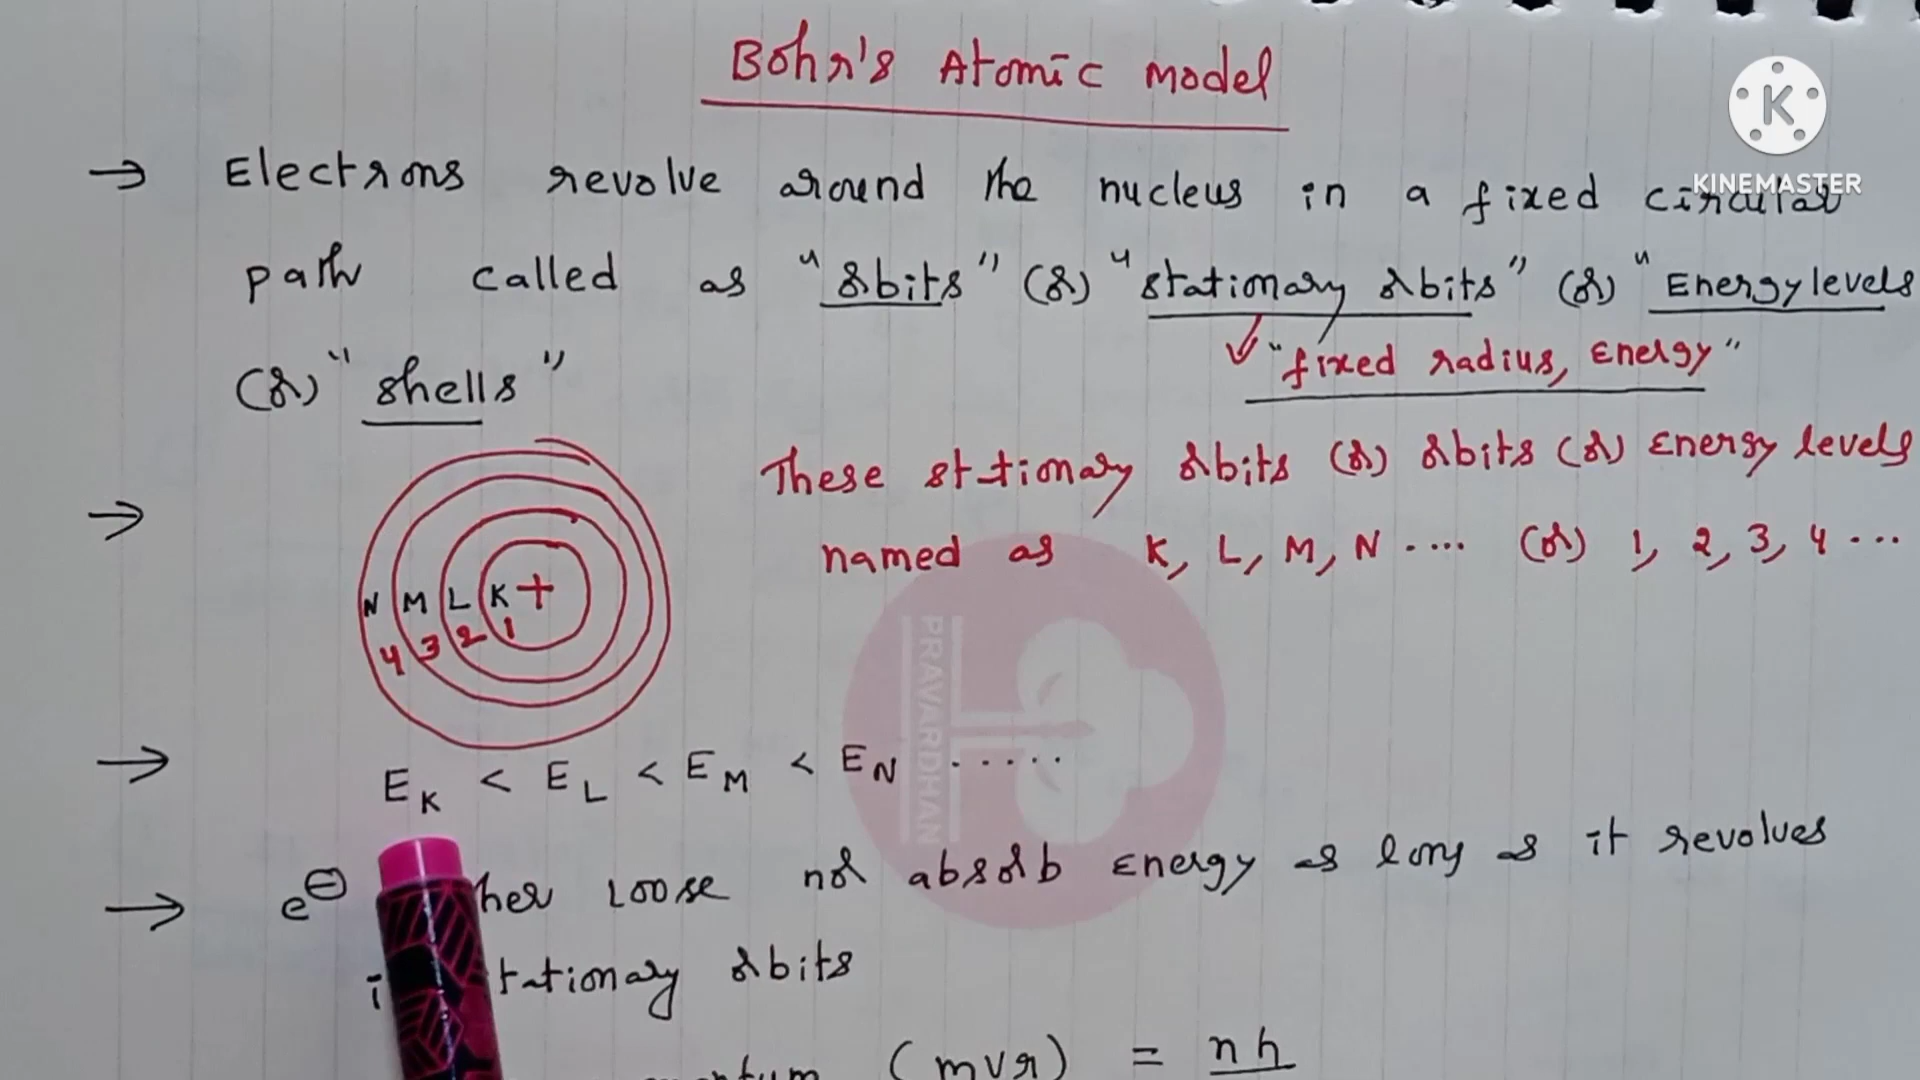 Bohr's Atomic model
K
KINEMASTER
→ Electrons revolve around the nucleus in a fixed circular
path called as "orbits" (or) "stationary orbits" (or) "Energy levels
(or) "shells"
"fixed radius, Energy"
→ These sttionary orbits (or) orbits (or) Energy levels
named as K, L, M, N .... (or) 1, 2, 3, 4 ...
N M L K +
4 3 2 1
PRAVARDHAN
→ E_K < E_L < E_M < E_N .....
→ e⊖ her loose nor absorb Energy as long as it revolves
tationary orbits
(mvr) = nh